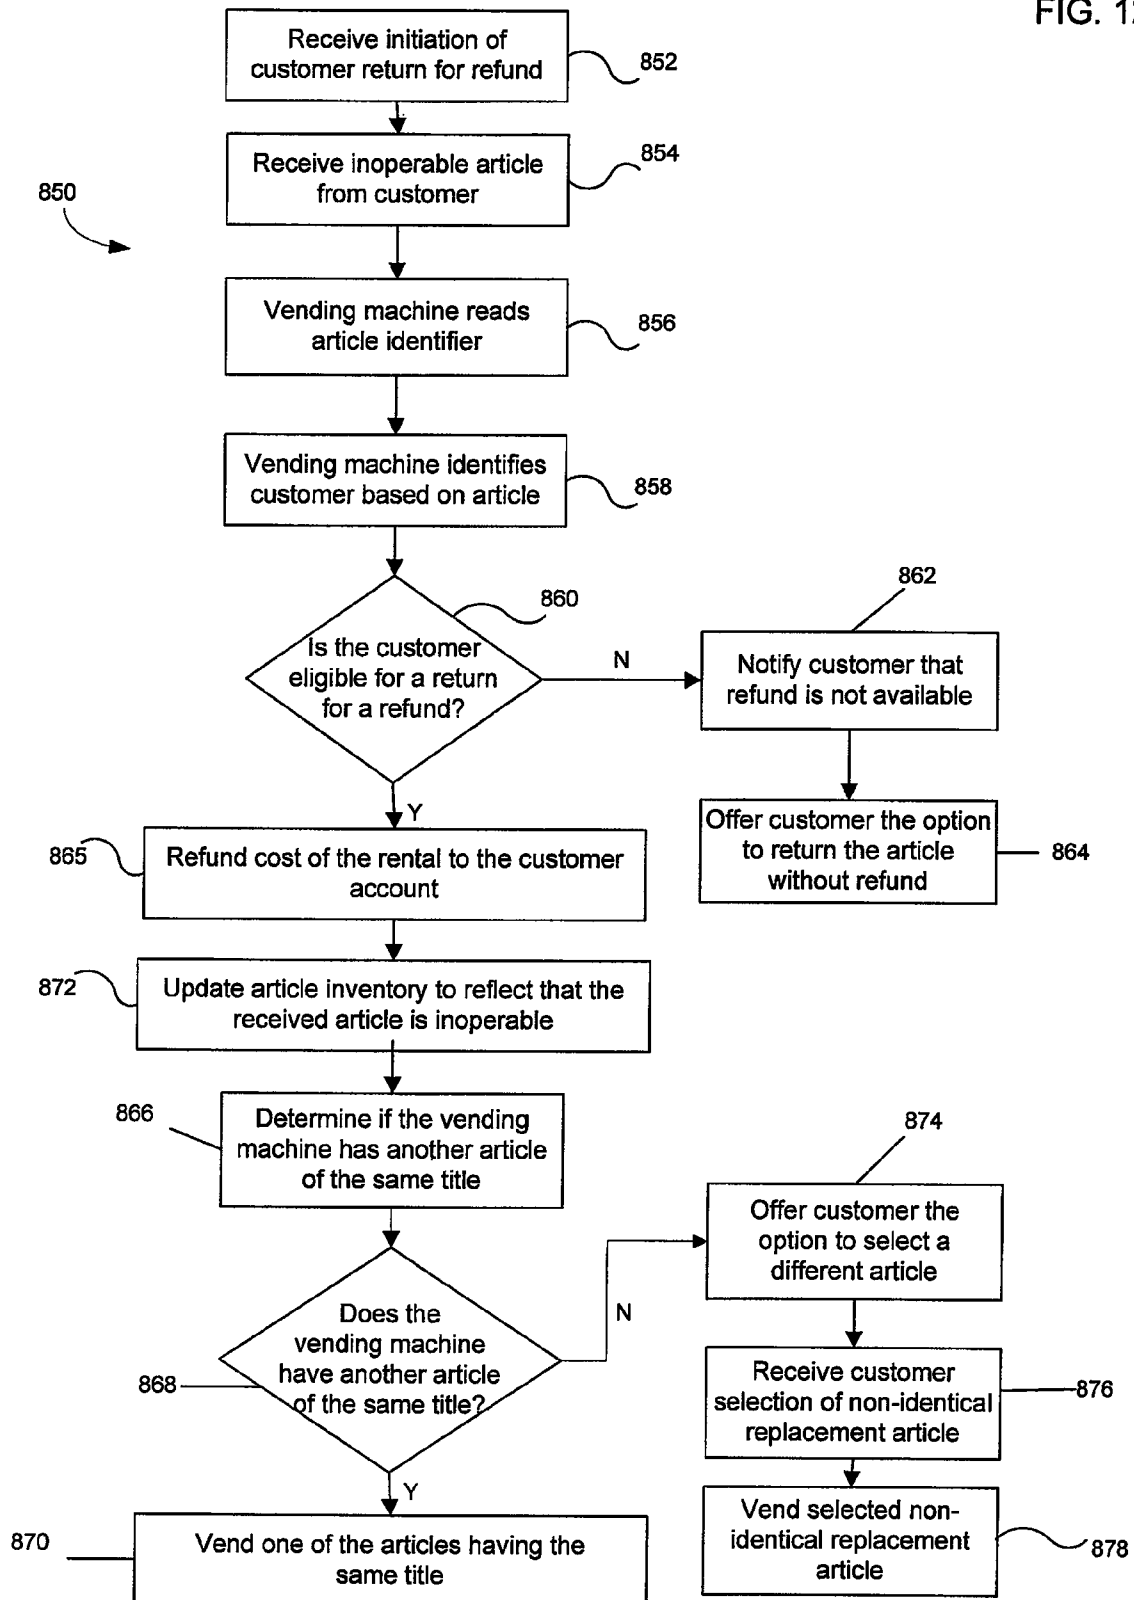 FIG. 12
Receive initiation of
customer return for refund
852
Receive inoperable article
from customer
854
850
Vending machine reads
article identifier
856
Vending machine identifies
customer based on article
858
860
Is the customer
eligible for a return
for a refund?
N
862
Notify customer that
refund is not available
Y
Offer customer the option
to return the article
without refund
864
865
Refund cost of the rental to the customer
account
872
Update article inventory to reflect that the
received article is inoperable
866
Determine if the vending
machine has another article
of the same title
874
Offer customer the
option to select a
different article
N
Does the
vending machine
have another article
of the same title?
868
Receive customer
selection of non-identical
replacement article
876
Y
870
Vend one of the articles having the
same title
Vend selected non-
identical replacement
article
878